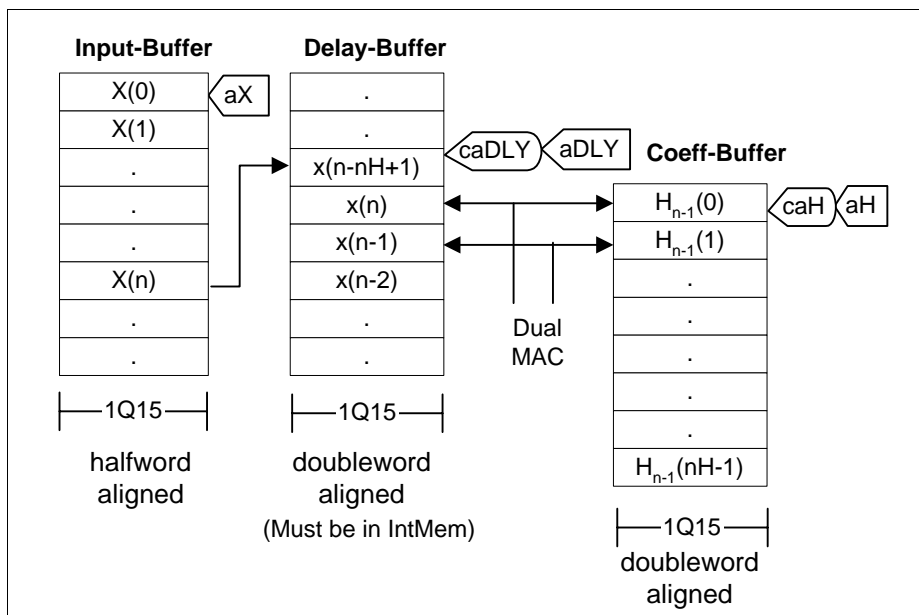 Input-Buffer
X(0)
X(1)
.
.
.
X(n)
.
.
aX
1Q15
halfword
aligned
Delay-Buffer
.
.
x(n-nH+1)
x(n)
x(n-1)
x(n-2)
.
.
caDLY
aDLY
1Q15
doubleword
aligned
(Must be in IntMem)
Dual
MAC
Coeff-Buffer
Hn-1(0)
Hn-1(1)
.
.
.
.
.
Hn-1(nH-1)
caH
aH
1Q15
doubleword
aligned